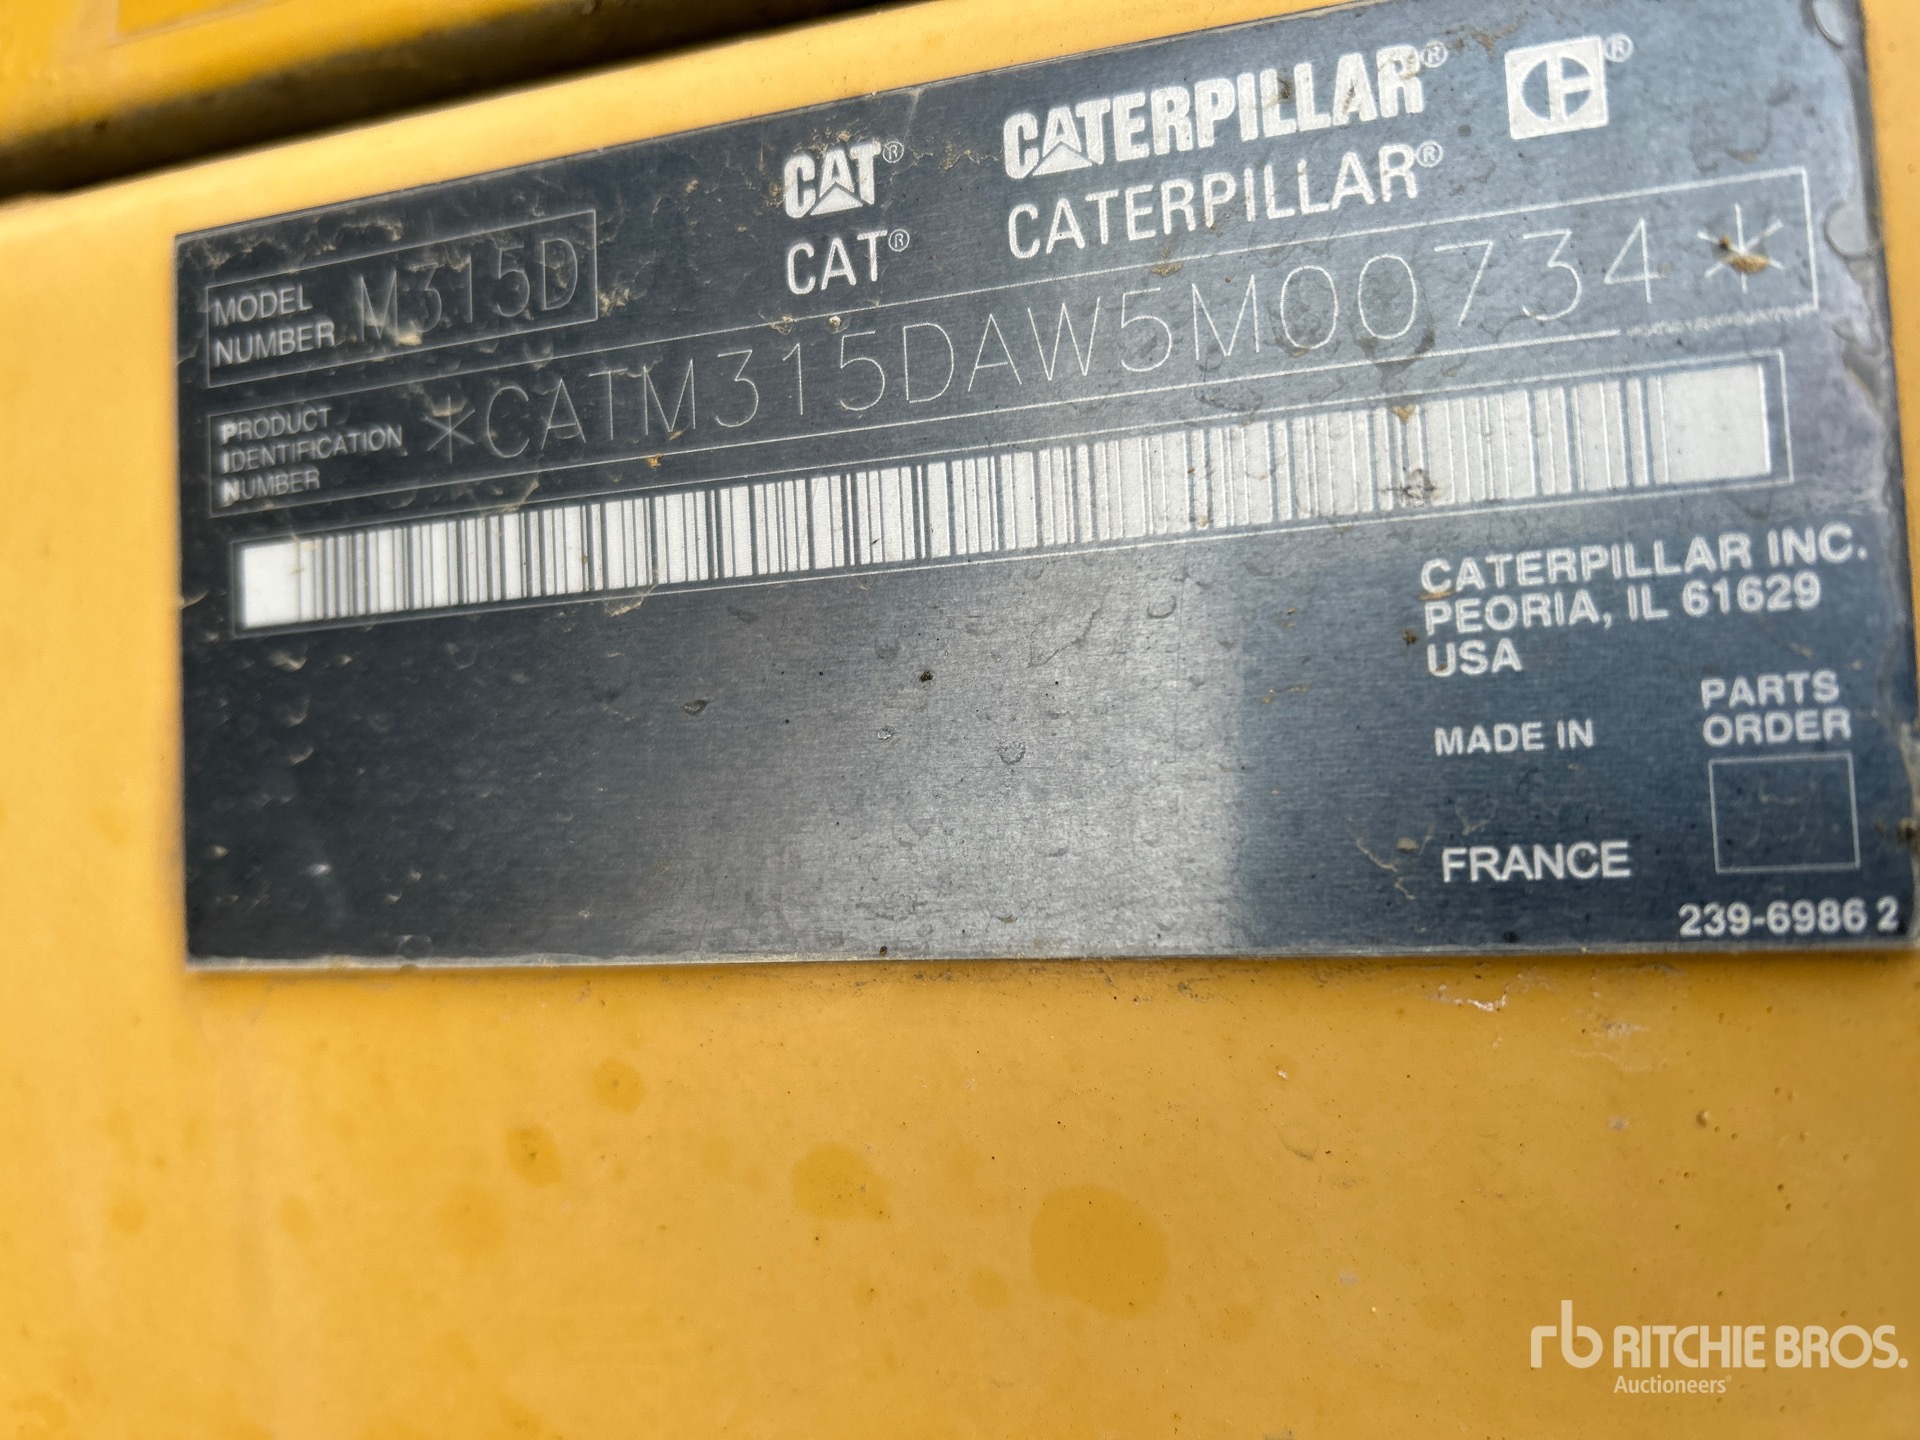 CAT® CATERPILLAR® ®
CAT® CATERPILLAR®
MODEL
NUMBER M315D
PRODUCT
IDENTIFICATION
NUMBER *CATM315DAW5M00734*
CATERPILLAR INC.
PEORIA, IL 61629
USA
MADE IN
FRANCE
PARTS
ORDER
239-6986 2
rb RITCHIE BROS.
Auctioneers